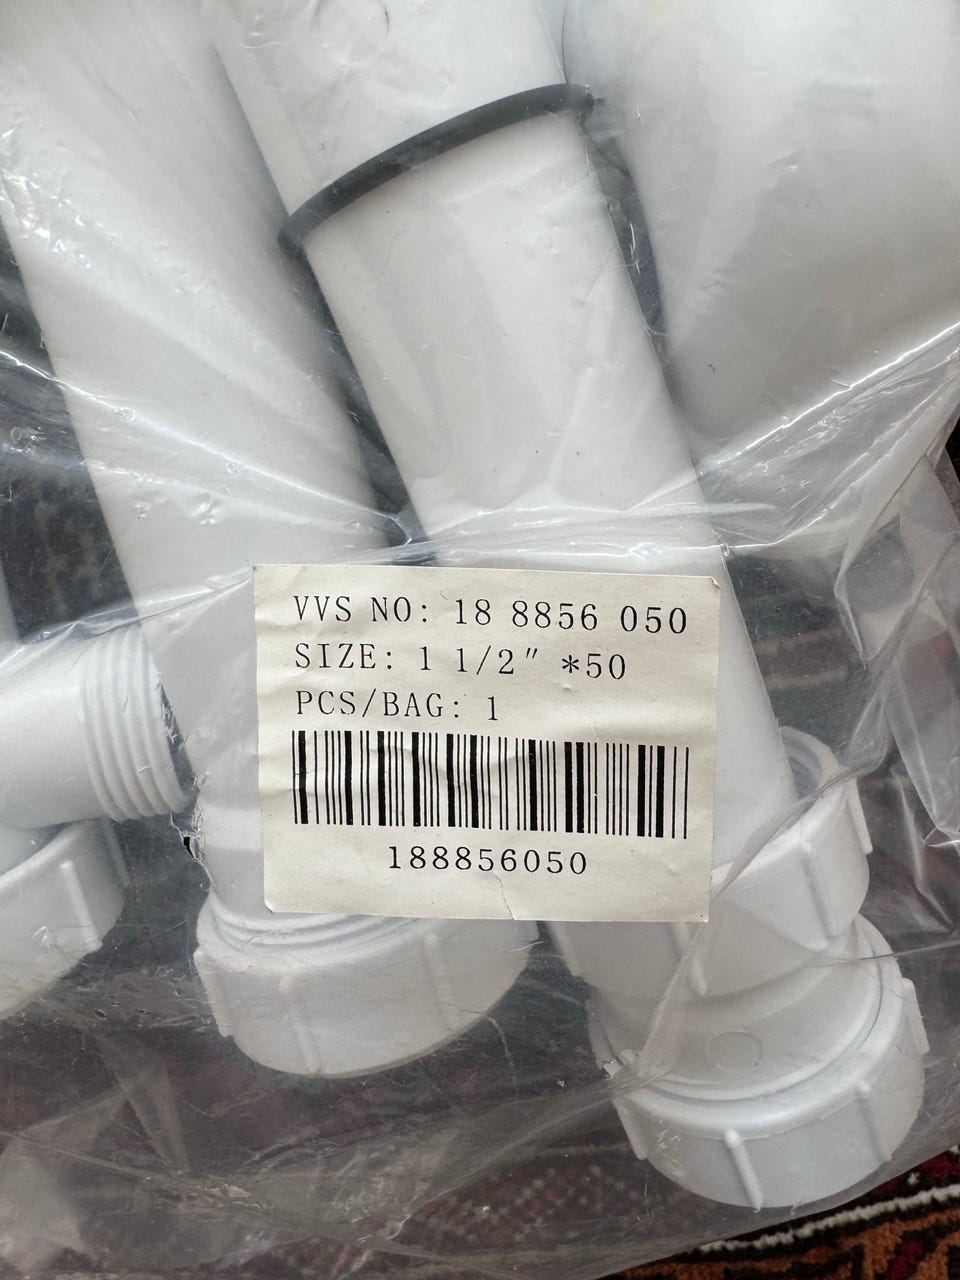 VVS NO: 18 8856 050
SIZE: 1 1/2" *50
PCS/BAG: 1
188856050